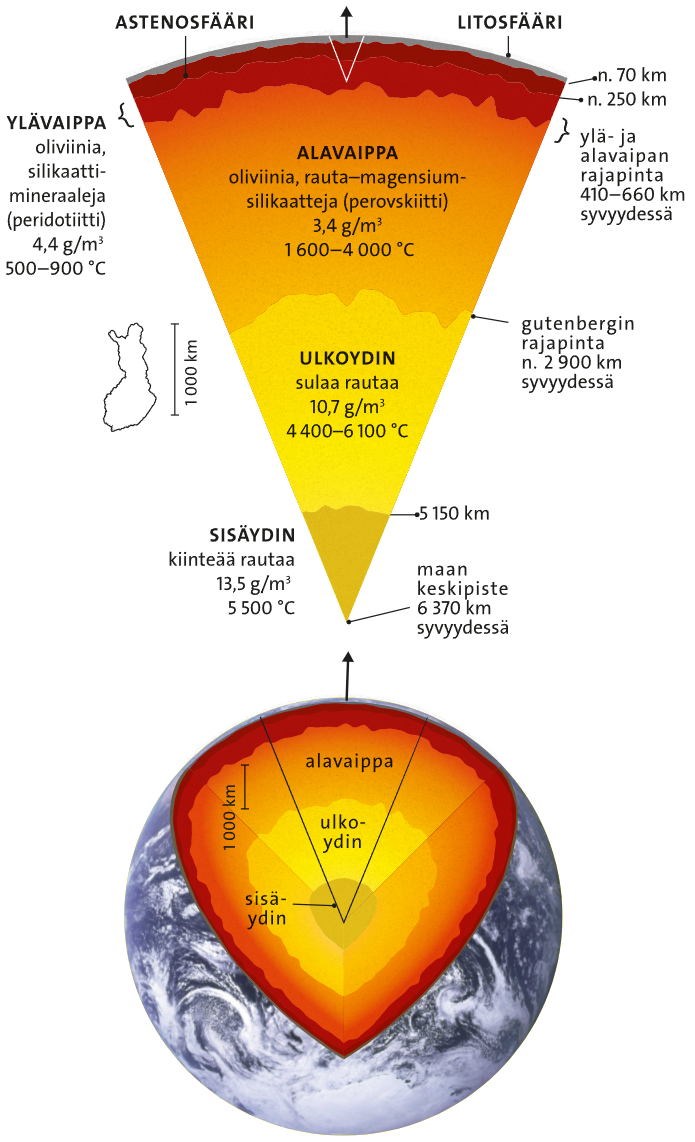 ASTENOSFÄÄRI
LITOSFÄÄRI
n. 70 km
n. 250 km
YLÄVAIPPA
oliviinia,
silikaatti-
mineraaleja
(peridotiitti)
4,4 g/m³
500–900 °C
ylä- ja
alavaipan
rajapinta
410–660 km
syvyydessä
ALAVAIPPA
oliviinia, rauta–magensium-
silikaatteja (perovskiitti)
3,4 g/m³
1 600–4 000 °C
gutenbergin
rajapinta
n. 2 900 km
syvyydessä
1 000 km
ULKOYDIN
sulaa rautaa
10,7 g/m³
4 400–6 100 °C
5 150 km
SISÄYDIN
kiinteää rautaa
13,5 g/m³
5 500 °C
maan
keskipiste
6 370 km
syvyydessä
alavaippa
1 000 km
ulko-
ydin
sisä-
ydin